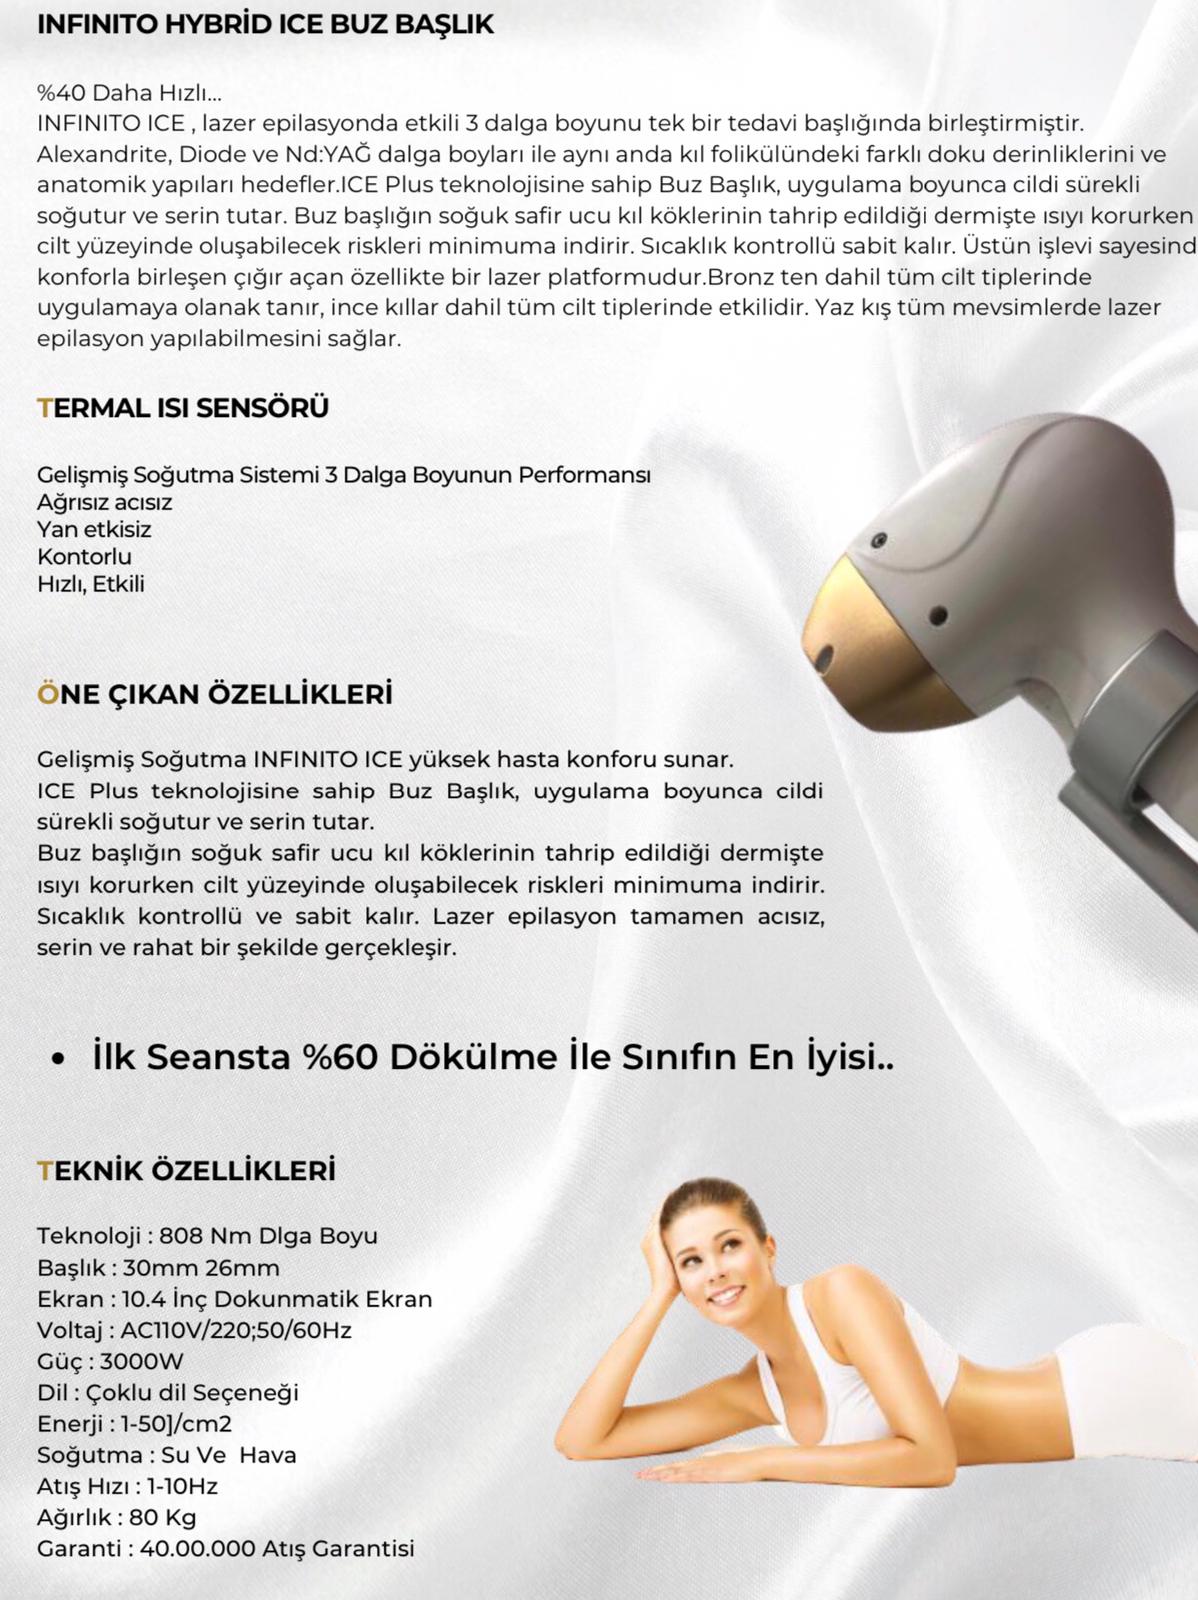 INFINITO HYBRİD ICE BUZ BAŞLIK
%40 Daha Hızlı...
INFINITO ICE , lazer epilasyonda etkili 3 dalga boyunu tek bir tedavi başlığında birleştirmiştir.
Alexandrite, Diode ve Nd:YAĞ dalga boyları ile aynı anda kıl folikülündeki farklı doku derinliklerini ve
anatomik yapıları hedefler.ICE Plus teknolojisine sahip Buz Başlık, uygulama boyunca cildi sürekli
soğutur ve serin tutar. Buz başlığın soğuk safir ucu kıl köklerinin tahrip edildiği dermişte ısıyı korurken
cilt yüzeyinde oluşabilecek riskleri minimuma indirir. Sıcaklık kontrollü sabit kalır. Üstün işlevi sayesind
konforla birleşen çığır açan özellikte bir lazer platformudur.Bronz ten dahil tüm cilt tiplerinde
uygulamaya olanak tanır, ince kıllar dahil tüm cilt tiplerinde etkilidir. Yaz kış tüm mevsimlerde lazer
epilasyon yapılabilmesini sağlar.
TERMAL ISI SENSÖRÜ
Gelişmiş Soğutma Sistemi 3 Dalga Boyunun Performansı
Ağrısız acısız
Yan etkisiz
Kontorlu
Hızlı, Etkili
ÖNE ÇIKAN ÖZELLİKLERİ
Gelişmiş Soğutma INFINITO ICE yüksek hasta konforu sunar.
ICE Plus teknolojisine sahip Buz Başlık, uygulama boyunca cildi
sürekli soğutur ve serin tutar.
Buz başlığın soğuk safir ucu kıl köklerinin tahrip edildiği dermişte
ısıyı korurken cilt yüzeyinde oluşabilecek riskleri minimuma indirir.
Sıcaklık kontrollü ve sabit kalır. Lazer epilasyon tamamen acısız,
serin ve rahat bir şekilde gerçekleşir.
• İlk Seansta %60 Dökülme İle Sınıfın En İyisi..
TEKNİK ÖZELLİKLERİ
Teknoloji : 808 Nm Dlga Boyu
Başlık : 30mm 26mm
Ekran : 10.4 İnç Dokunmatik Ekran
Voltaj : AC110V/220;50/60Hz
Güç : 3000W
Dil : Çoklu dil Seçeneği
Enerji : 1-50]/cm2
Soğutma : Su Ve  Hava
Atış Hızı : 1-10Hz
Ağırlık : 80 Kg
Garanti : 40.00.000 Atış Garantisi